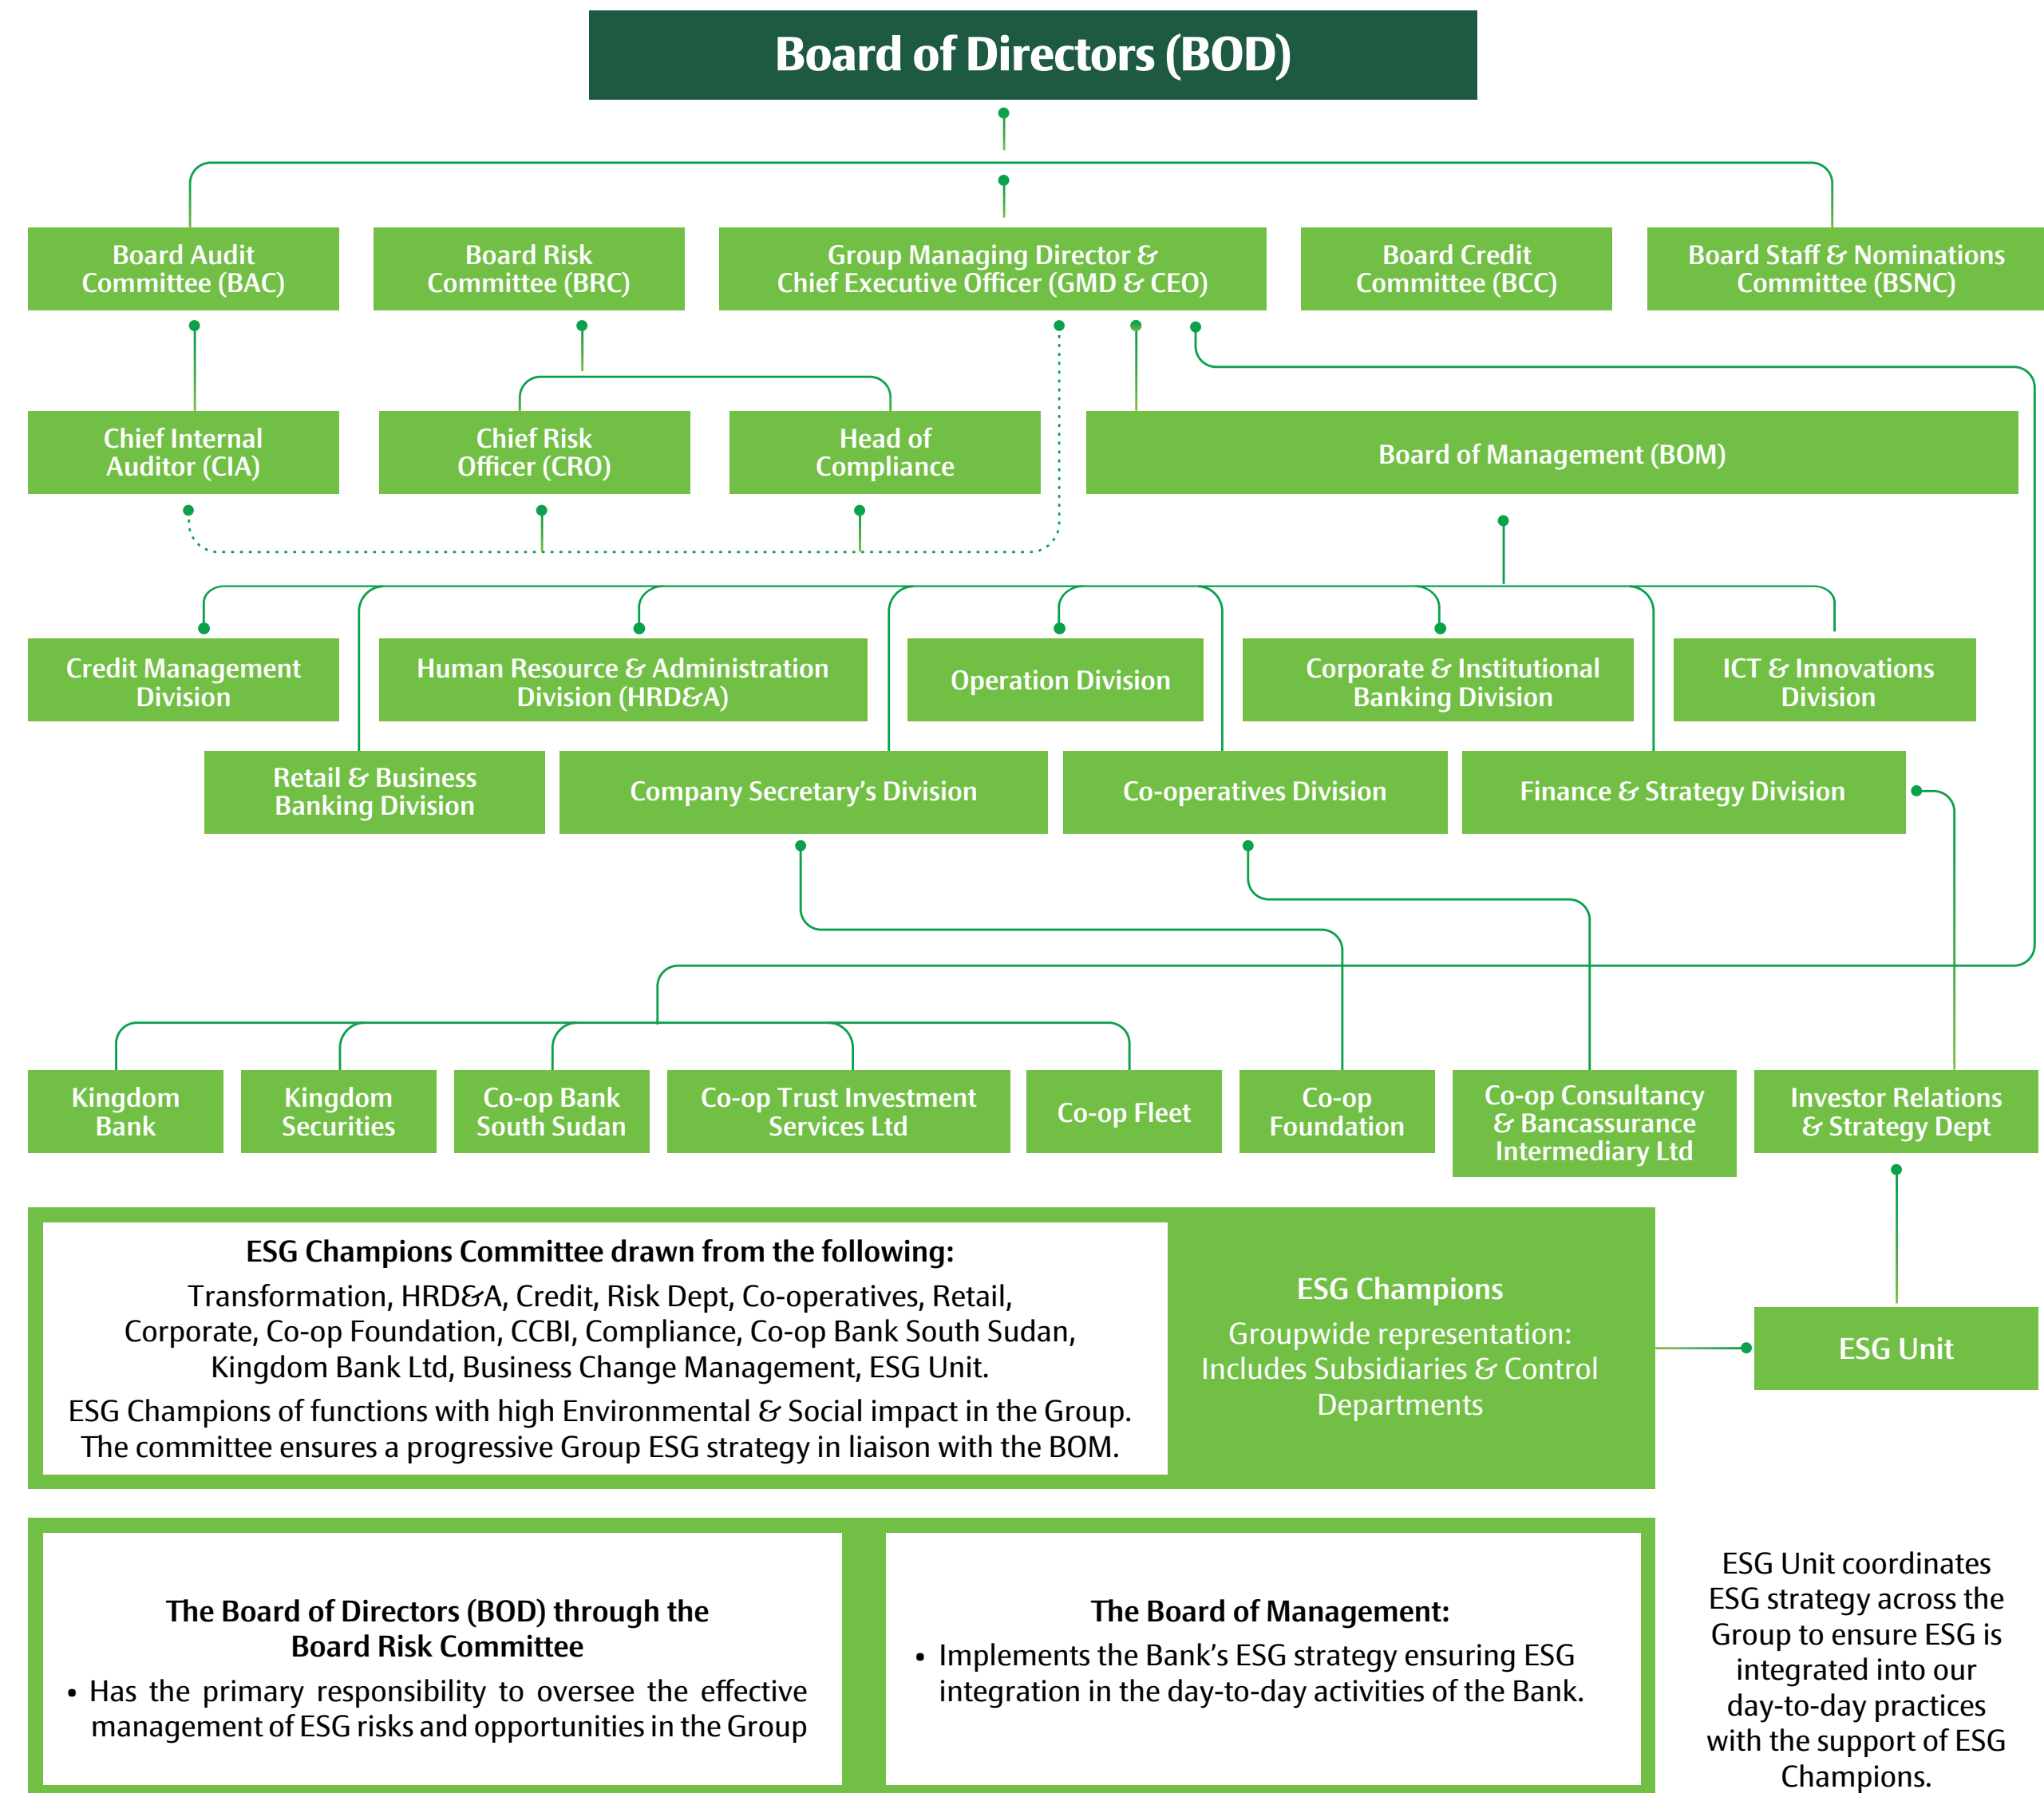 Board of Directors (BOD)
Board Audit
Committee (BAC)
Board Risk
Committee (BRC)
Group Managing Director &
Chief Executive Officer (GMD & CEO)
Board Credit
Committee (BCC)
Board Staff & Nominations
Committee (BSNC)
Chief Internal
Auditor (CIA)
Chief Risk
Officer (CRO)
Head of
Compliance
Board of Management (BOM)
Credit Management
Division
Human Resource & Administration
Division (HRD&A)
Operation Division
Corporate & Institutional
Banking Division
ICT & Innovations
Division
Retail & Business
Banking Division
Company Secretary’s Division
Co-operatives Division
Finance & Strategy Division
Kingdom
Bank
Kingdom
Securities
Co-op Bank
South Sudan
Co-op Trust Investment
Services Ltd
Co-op Fleet
Co-op
Foundation
Co-op Consultancy
& Bancassurance
Intermediary Ltd
Investor Relations
& Strategy Dept
ESG Champions Committee drawn from the following:
Transformation, HRD&A, Credit, Risk Dept, Co-operatives, Retail,
Corporate, Co-op Foundation, CCBI, Compliance, Co-op Bank South Sudan,
Kingdom Bank Ltd, Business Change Management, ESG Unit.
ESG Champions of functions with high Environmental & Social impact in the Group.
The committee ensures a progressive Group ESG strategy in liaison with the BOM.
ESG Champions
Groupwide representation:
Includes Subsidiaries & Control
Departments
ESG Unit
The Board of Directors (BOD) through the
Board Risk Committee
• Has the primary responsibility to oversee the effective
management of ESG risks and opportunities in the Group
The Board of Management:
• Implements the Bank’s ESG strategy ensuring ESG
integration in the day-to-day activities of the Bank.
ESG Unit coordinates
ESG strategy across the
Group to ensure ESG is
integrated into our
day-to-day practices
with the support of ESG
Champions.